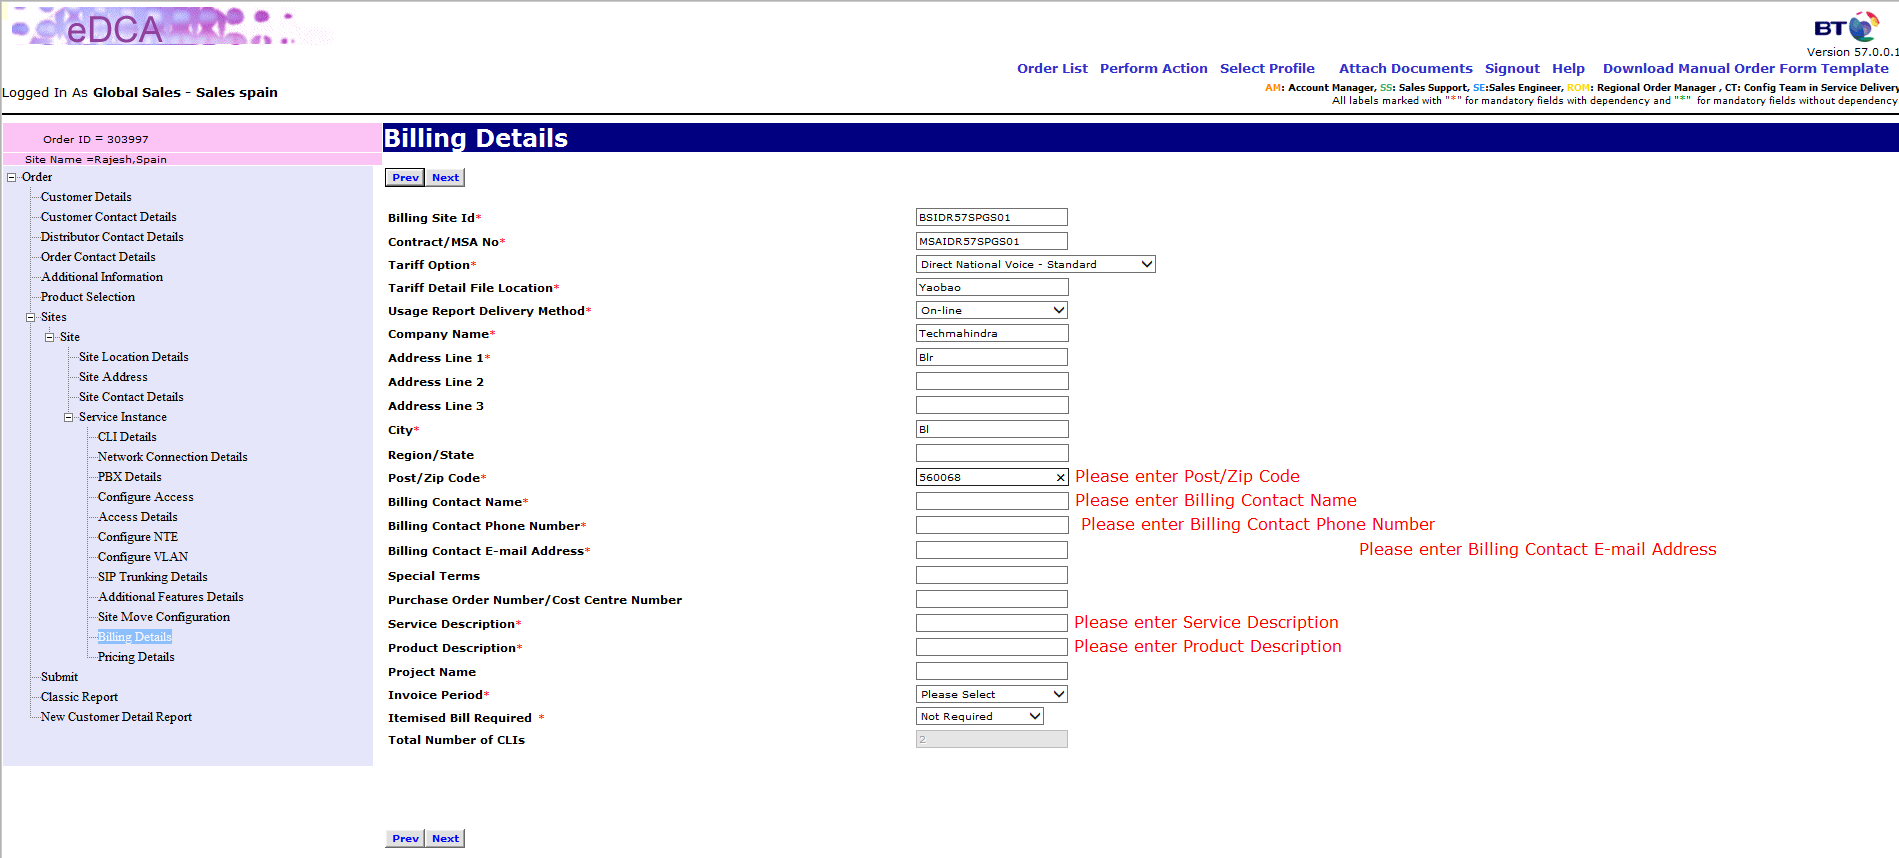 eDCA
BT
Version 57.0.0.1
Order List Perform Action Select Profile Attach Documents Signout Help Download Manual Order Form Template
Logged In As Global Sales - Sales spain
AM: Account Manager, SS: Sales Support, SE:Sales Engineer, ROM: Regional Order Manager , CT: Config Team in Service Delivery
All labels marked with "*" for mandatory fields with dependency and "*" for mandatory fields without dependency
Order ID = 303997
Site Name =Rajesh,Spain
Order
Customer Details
Customer Contact Details
Distributor Contact Details
Order Contact Details
Additional Information
Product Selection
Sites
Site
Site Location Details
Site Address
Site Contact Details
Service Instance
CLI Details
Network Connection Details
PBX Details
Configure Access
Access Details
Configure NTE
Configure VLAN
SIP Trunking Details
Additional Features Details
Site Move Configuration
Billing Details
Pricing Details
Submit
Classic Report
New Customer Detail Report
Billing Details
Prev Next
Billing Site Id* BSIDR57SPGS01
Contract/MSA No* MSAIDR57SPGS01
Tariff Option* Direct National Voice - Standard
Tariff Detail File Location* Yaobao
Usage Report Delivery Method* On-line
Company Name* Techmahindra
Address Line 1* Blr
Address Line 2
Address Line 3
City* Bl
Region/State
Post/Zip Code* 560068 × Please enter Post/Zip Code
Billing Contact Name* Please enter Billing Contact Name
Billing Contact Phone Number* Please enter Billing Contact Phone Number
Billing Contact E-mail Address* Please enter Billing Contact E-mail Address
Special Terms
Purchase Order Number/Cost Centre Number
Service Description* Please enter Service Description
Product Description* Please enter Product Description
Project Name
Invoice Period* Please Select
Itemised Bill Required * Not Required
Total Number of CLIs 2
Prev Next